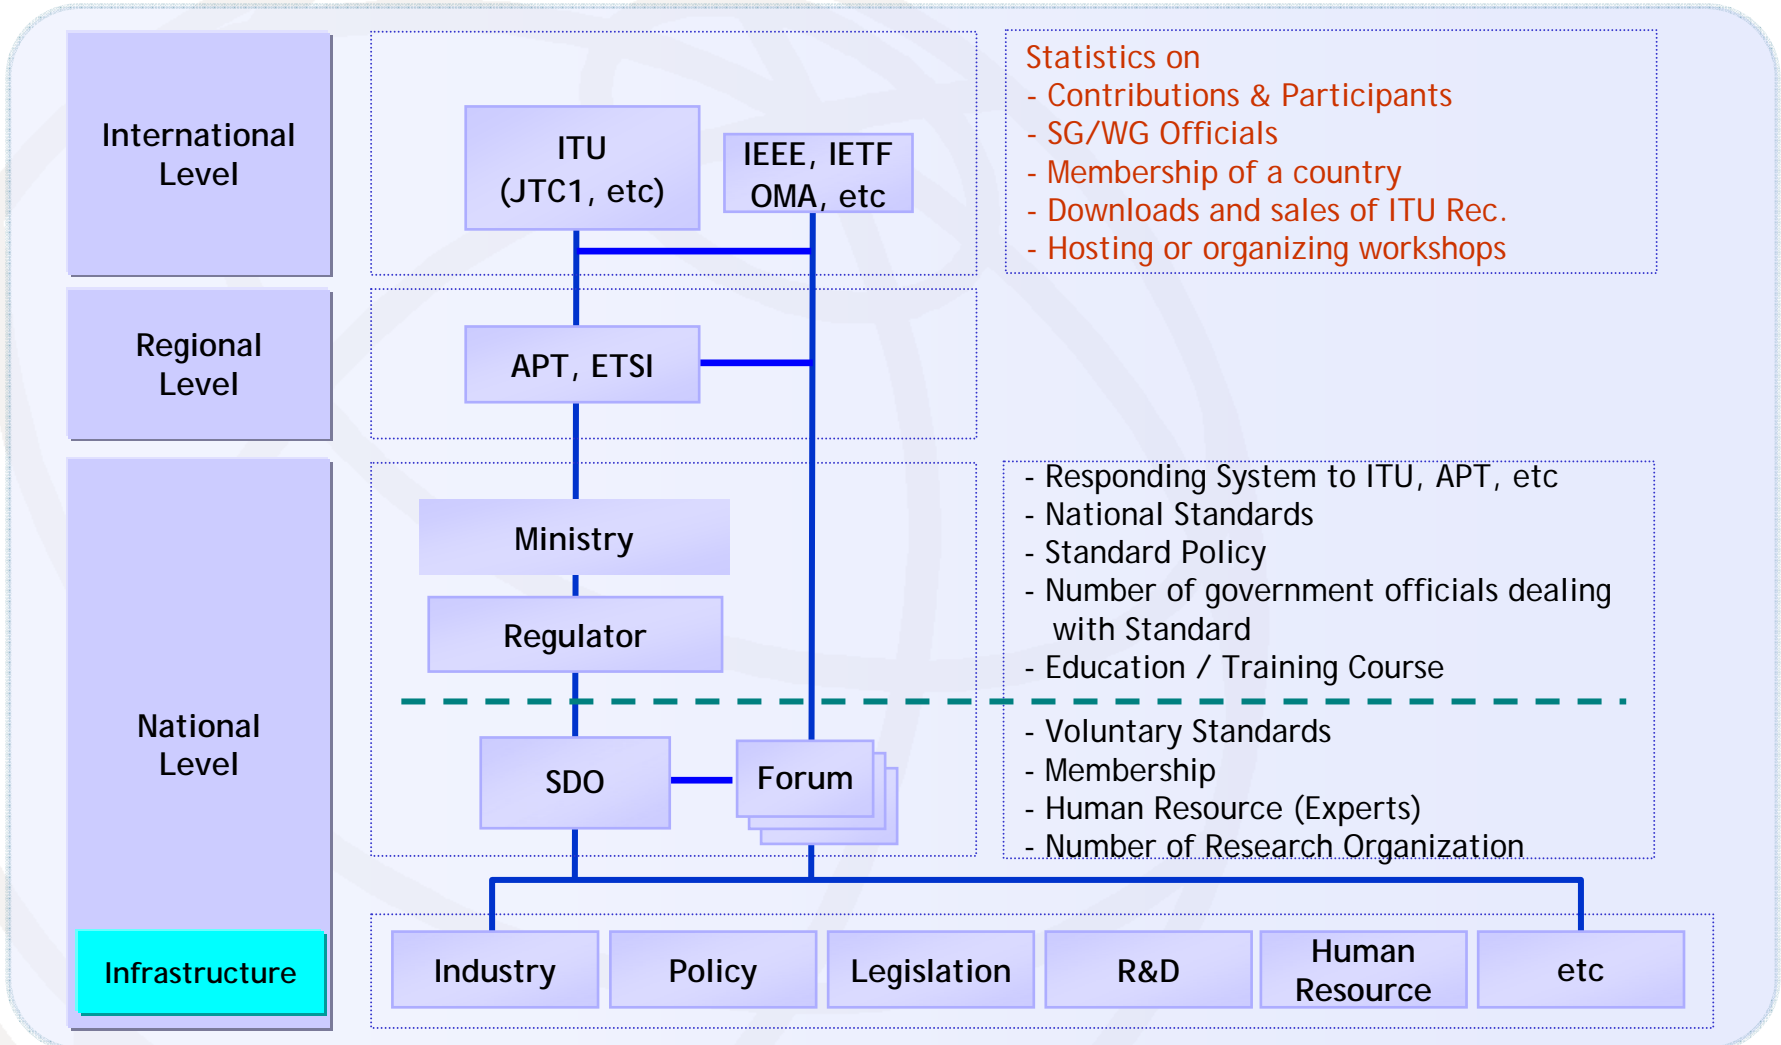 International
Level
ITU
(JTC1, etc)
IEEE, IETF
OMA, etc
Statistics on
- Contributions & Participants
- SG/WG Officials
- Membership of a country
- Downloads and sales of ITU Rec.
- Hosting or organizing workshops
Regional
Level
APT, ETSI
National
Level
Ministry
Regulator
- Responding System to ITU, APT, etc
- National Standards
- Standard Policy
- Number of government officials dealing
with Standard
- Education / Training Course
SDO
Forum
- Voluntary Standards
- Membership
- Human Resource (Experts)
- Number of Research Organization
Infrastructure
Industry
Policy
Legislation
R&D
Human
Resource
etc